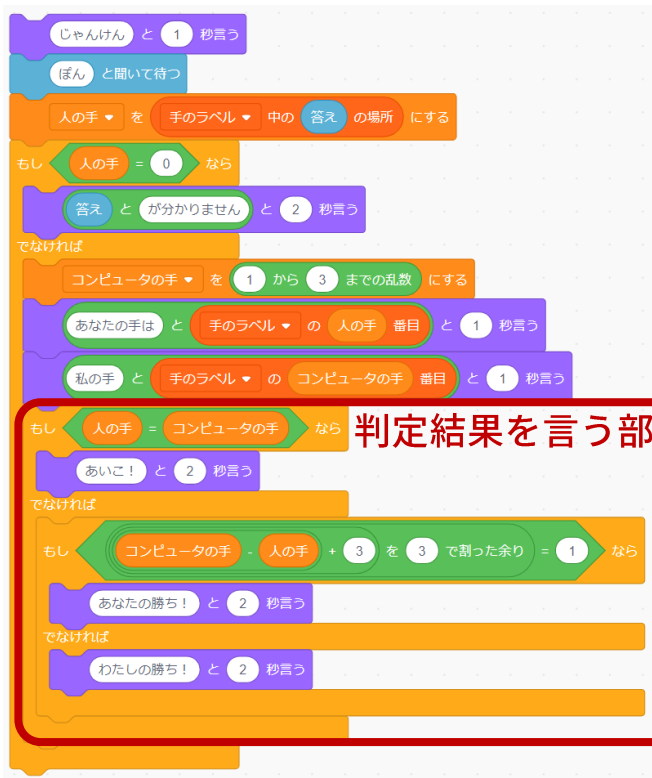 じゃんけん と 1 秒言う
ぽん と聞いて待つ
人の手 を 手のラベル 中の 答え の場所 にする
もし 人の手 = 0 なら
答え と が分かりません と 2 秒言う
でなければ
コンピュータの手 を 1 から 3 までの乱数 にする
あなたの手は と 手のラベル の 人の手 番目 と 1 秒言う
私の手 と 手のラベル の コンピュータの手 番目 と 1 秒言う
もし 人の手 = コンピュータの手 なら 判定結果を言う部
あいこ！ と 2 秒言う
でなければ
もし コンピュータの手 - 人の手 + 3 を 3 で割った余り = 1 なら
あなたの勝ち！ と 2 秒言う
でなければ
わたしの勝ち！ と 2 秒言う